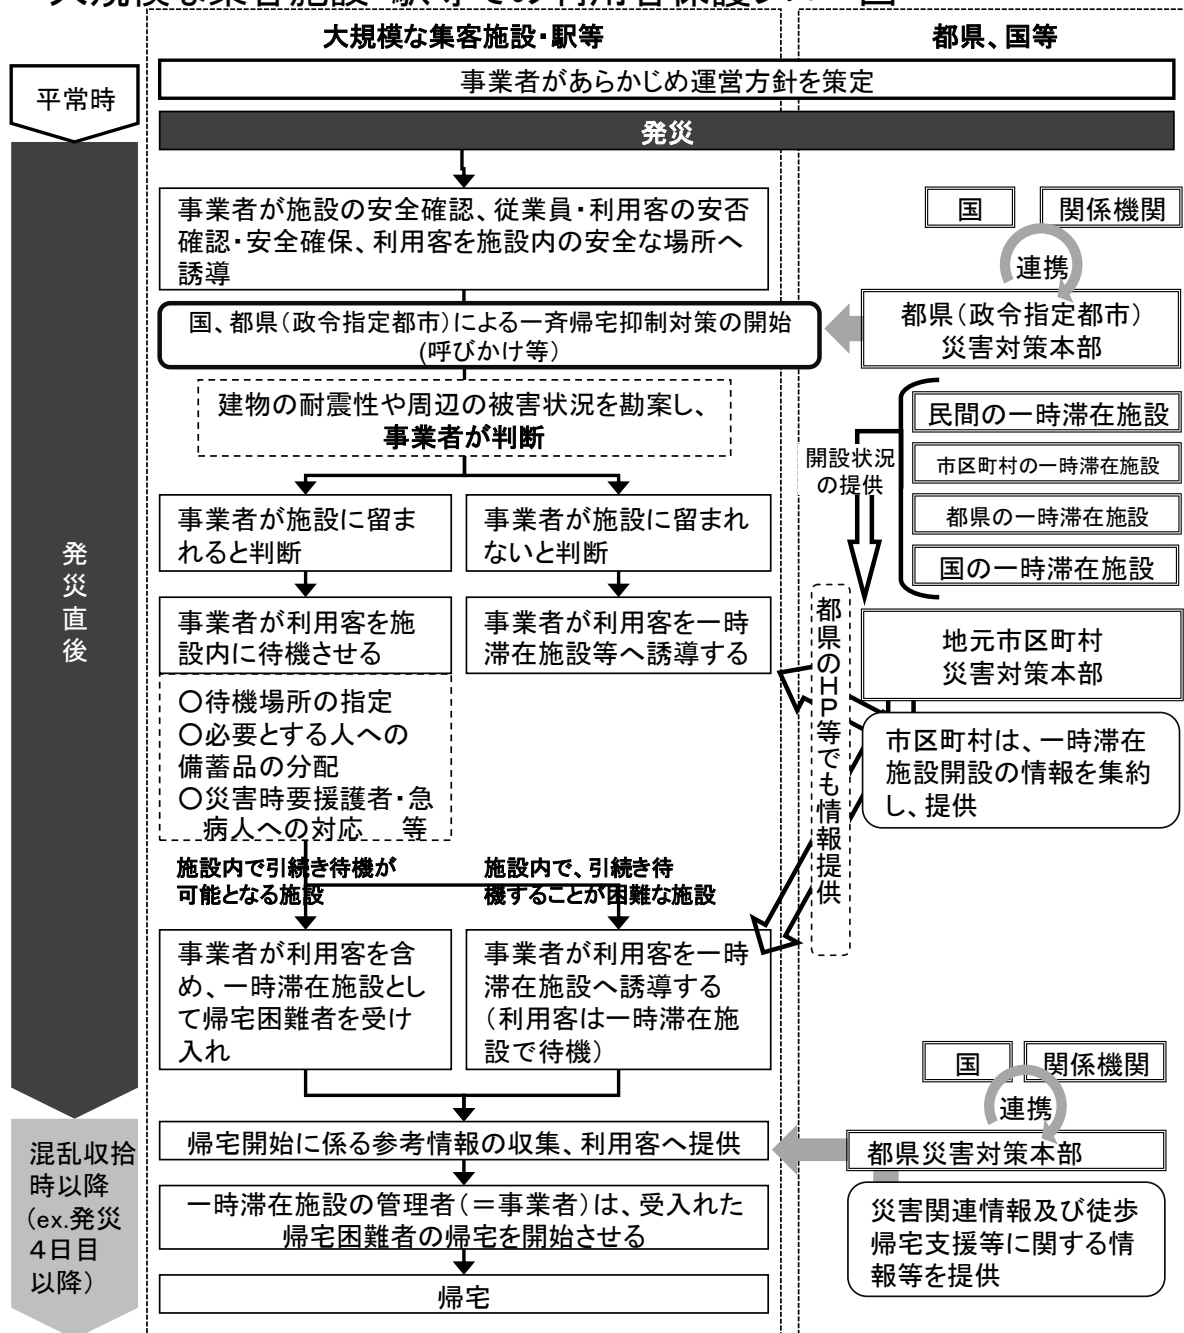 大規模な集客施設・駅等での利用者保護フロー図
大規模な集客施設・駅等
都県、国等
平常時
事業者があらかじめ運営方針を策定
発災
発災直後
事業者が施設の安全確認、従業員・利用客の安否
確認・安全確保、利用客を施設内の安全な場所へ
誘導
国
関係機関
連携
都県（政令指定都市）
災害対策本部
国、都県（政令指定都市）による一斉帰宅抑制対策の開始
(呼びかけ等）
建物の耐震性や周辺の被害状況を勘案し、
事業者が判断
民間の一時滞在施設
市区町村の一時滞在施設
都県の一時滞在施設
国の一時滞在施設
開設状況
の提供
事業者が施設に留ま
れると判断
事業者が施設に留まれ
ないと判断
事業者が利用客を施
設内に待機させる
事業者が利用客を一時
滞在施設等へ誘導する
地元市区町村
災害対策本部
都県のHP等でも情報提供
市区町村は、一時滞在
施設開設の情報を集約
し、提供
○待機場所の指定
○必要とする人への
備蓄品の分配
○災害時要援護者・急
病人への対応　等
施設内で引続き待機が
可能となる施設
施設内で、引続き待
機することが困難な施設
事業者が利用客を含
め、一時滞在施設とし
て帰宅困難者を受け
入れ
事業者が利用客を一時
滞在施設へ誘導する
（利用客は一時滞在施
設で待機）
国
関係機関
連携
都県災害対策本部
災害関連情報及び徒歩
帰宅支援等に関する情
報等を提供
混乱収拾
時以降
（ex.発災
４日目
以降）
帰宅開始に係る参考情報の収集、利用客へ提供
一時滞在施設の管理者（＝事業者）は、受入れた
帰宅困難者の帰宅を開始させる
帰宅